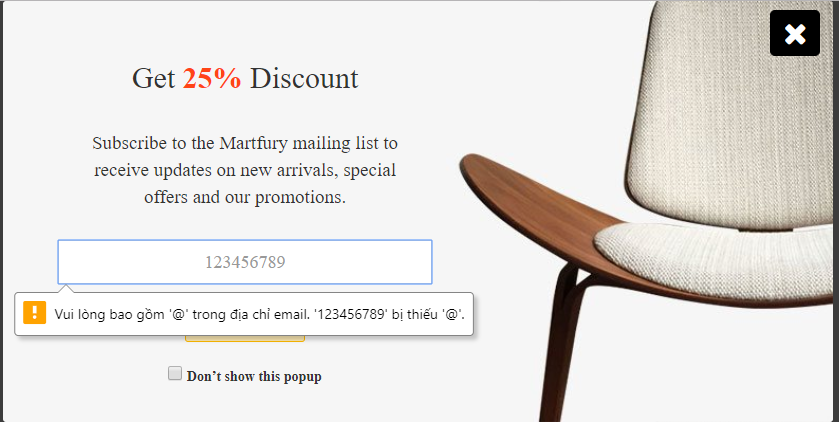 Get 25% Discount
Subscribe to the Martfury mailing list to
receive updates on new arrivals, special
offers and our promotions.
123456789
Vui lòng bao gồm '@' trong địa chỉ email. '123456789' bị thiếu '@'.
Don’t show this popup